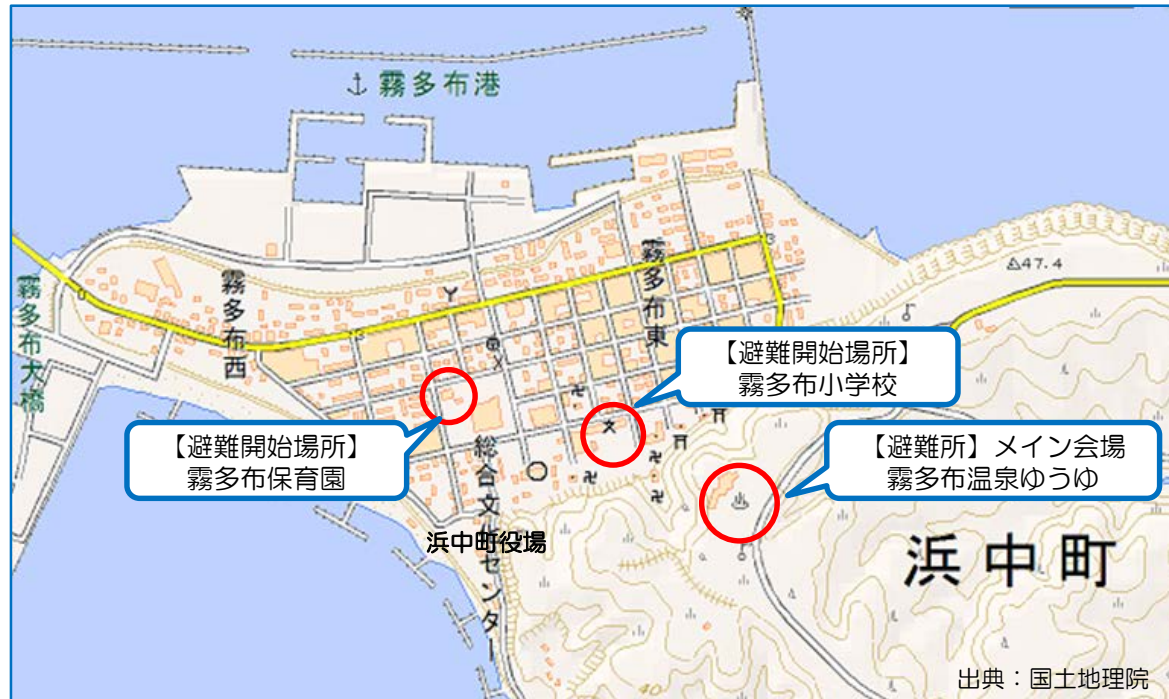 霧多布港
霧多布大橋
霧多布西
霧多布東
△47.4
【避難開始場所】
霧多布小学校
【避難開始場所】
霧多布保育園
【避難所】メイン会場
霧多布温泉ゆうゆ
総合文化センター
浜中町役場
浜中町
40
出典：国土地理院